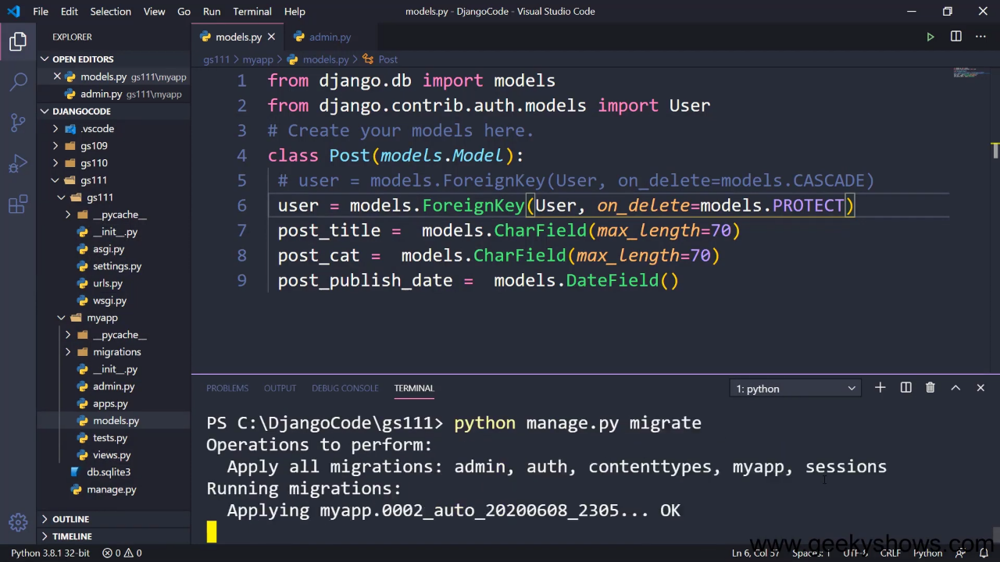 File Edit Selection View Go Run Terminal Help
models.py - DjangoCode - Visual Studio Code
EXPLORER
OPEN EDITORS
models.py gs111\myapp
admin.py gs111\myapp
DJANGOCODE
.vscode
gs109
gs110
gs111
gs111
__pycache__
__init__.py
asgi.py
settings.py
urls.py
wsgi.py
myapp
__pycache__
migrations
__init__.py
admin.py
apps.py
models.py
tests.py
views.py
db.sqlite3
manage.py
OUTLINE
TIMELINE
models.py admin.py
gs111 > myapp > models.py > Post
1 from django.db import models
2 from django.contrib.auth.models import User
3 # Create your models here.
4 class Post(models.Model):
5 # user = models.ForeignKey(User, on_delete=models.CASCADE)
6 user = models.ForeignKey(User, on_delete=models.PROTECT)
7 post_title = models.CharField(max_length=70)
8 post_cat = models.CharField(max_length=70)
9 post_publish_date = models.DateField()
PROBLEMS OUTPUT DEBUG CONSOLE TERMINAL
1: python
PS C:\DjangoCode\gs111> python manage.py migrate
Operations to perform:
Apply all migrations: admin, auth, contenttypes, myapp, sessions
Running migrations:
Applying myapp.0002_auto_20200608_2305... OK
www.geekyshows.com
Python 3.8.1 32-bit 0 0
Ln 6, Col 57 Spaces: 1 UTF-8 CRLF Python